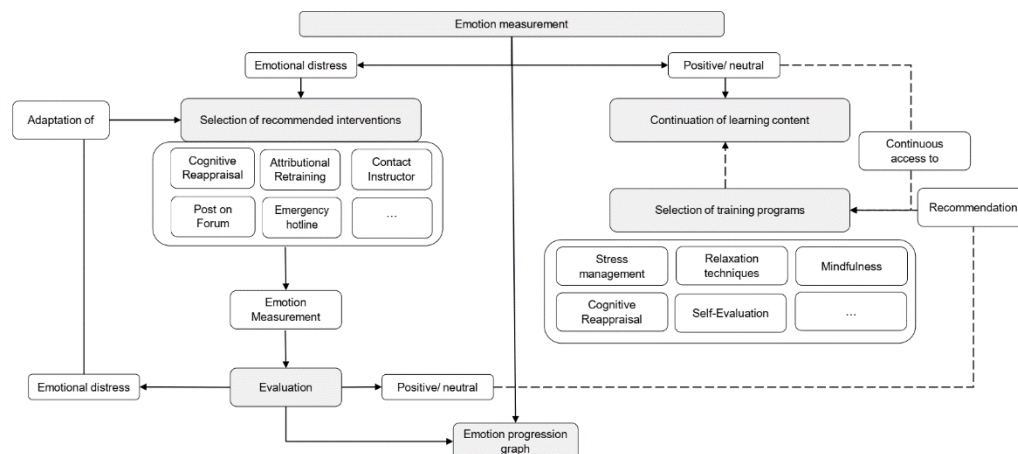 Emotion measurement
Emotional distress
Positive/ neutral
Adaptation of
Selection of recommended interventions
Continuation of learning content
Cognitive
Reappraisal
Attributional
Retraining
Contact
Instructor
Continuous
access to
Post on
Forum
Emergency
hotline
...
Selection of training programs
Recommendation
Stress
management
Relaxation
techniques
Mindfulness
Emotion
Measurement
Cognitive
Reappraisal
Self-Evaluation
...
Emotional distress
Evaluation
Positive/ neutral
Emotion progression
graph